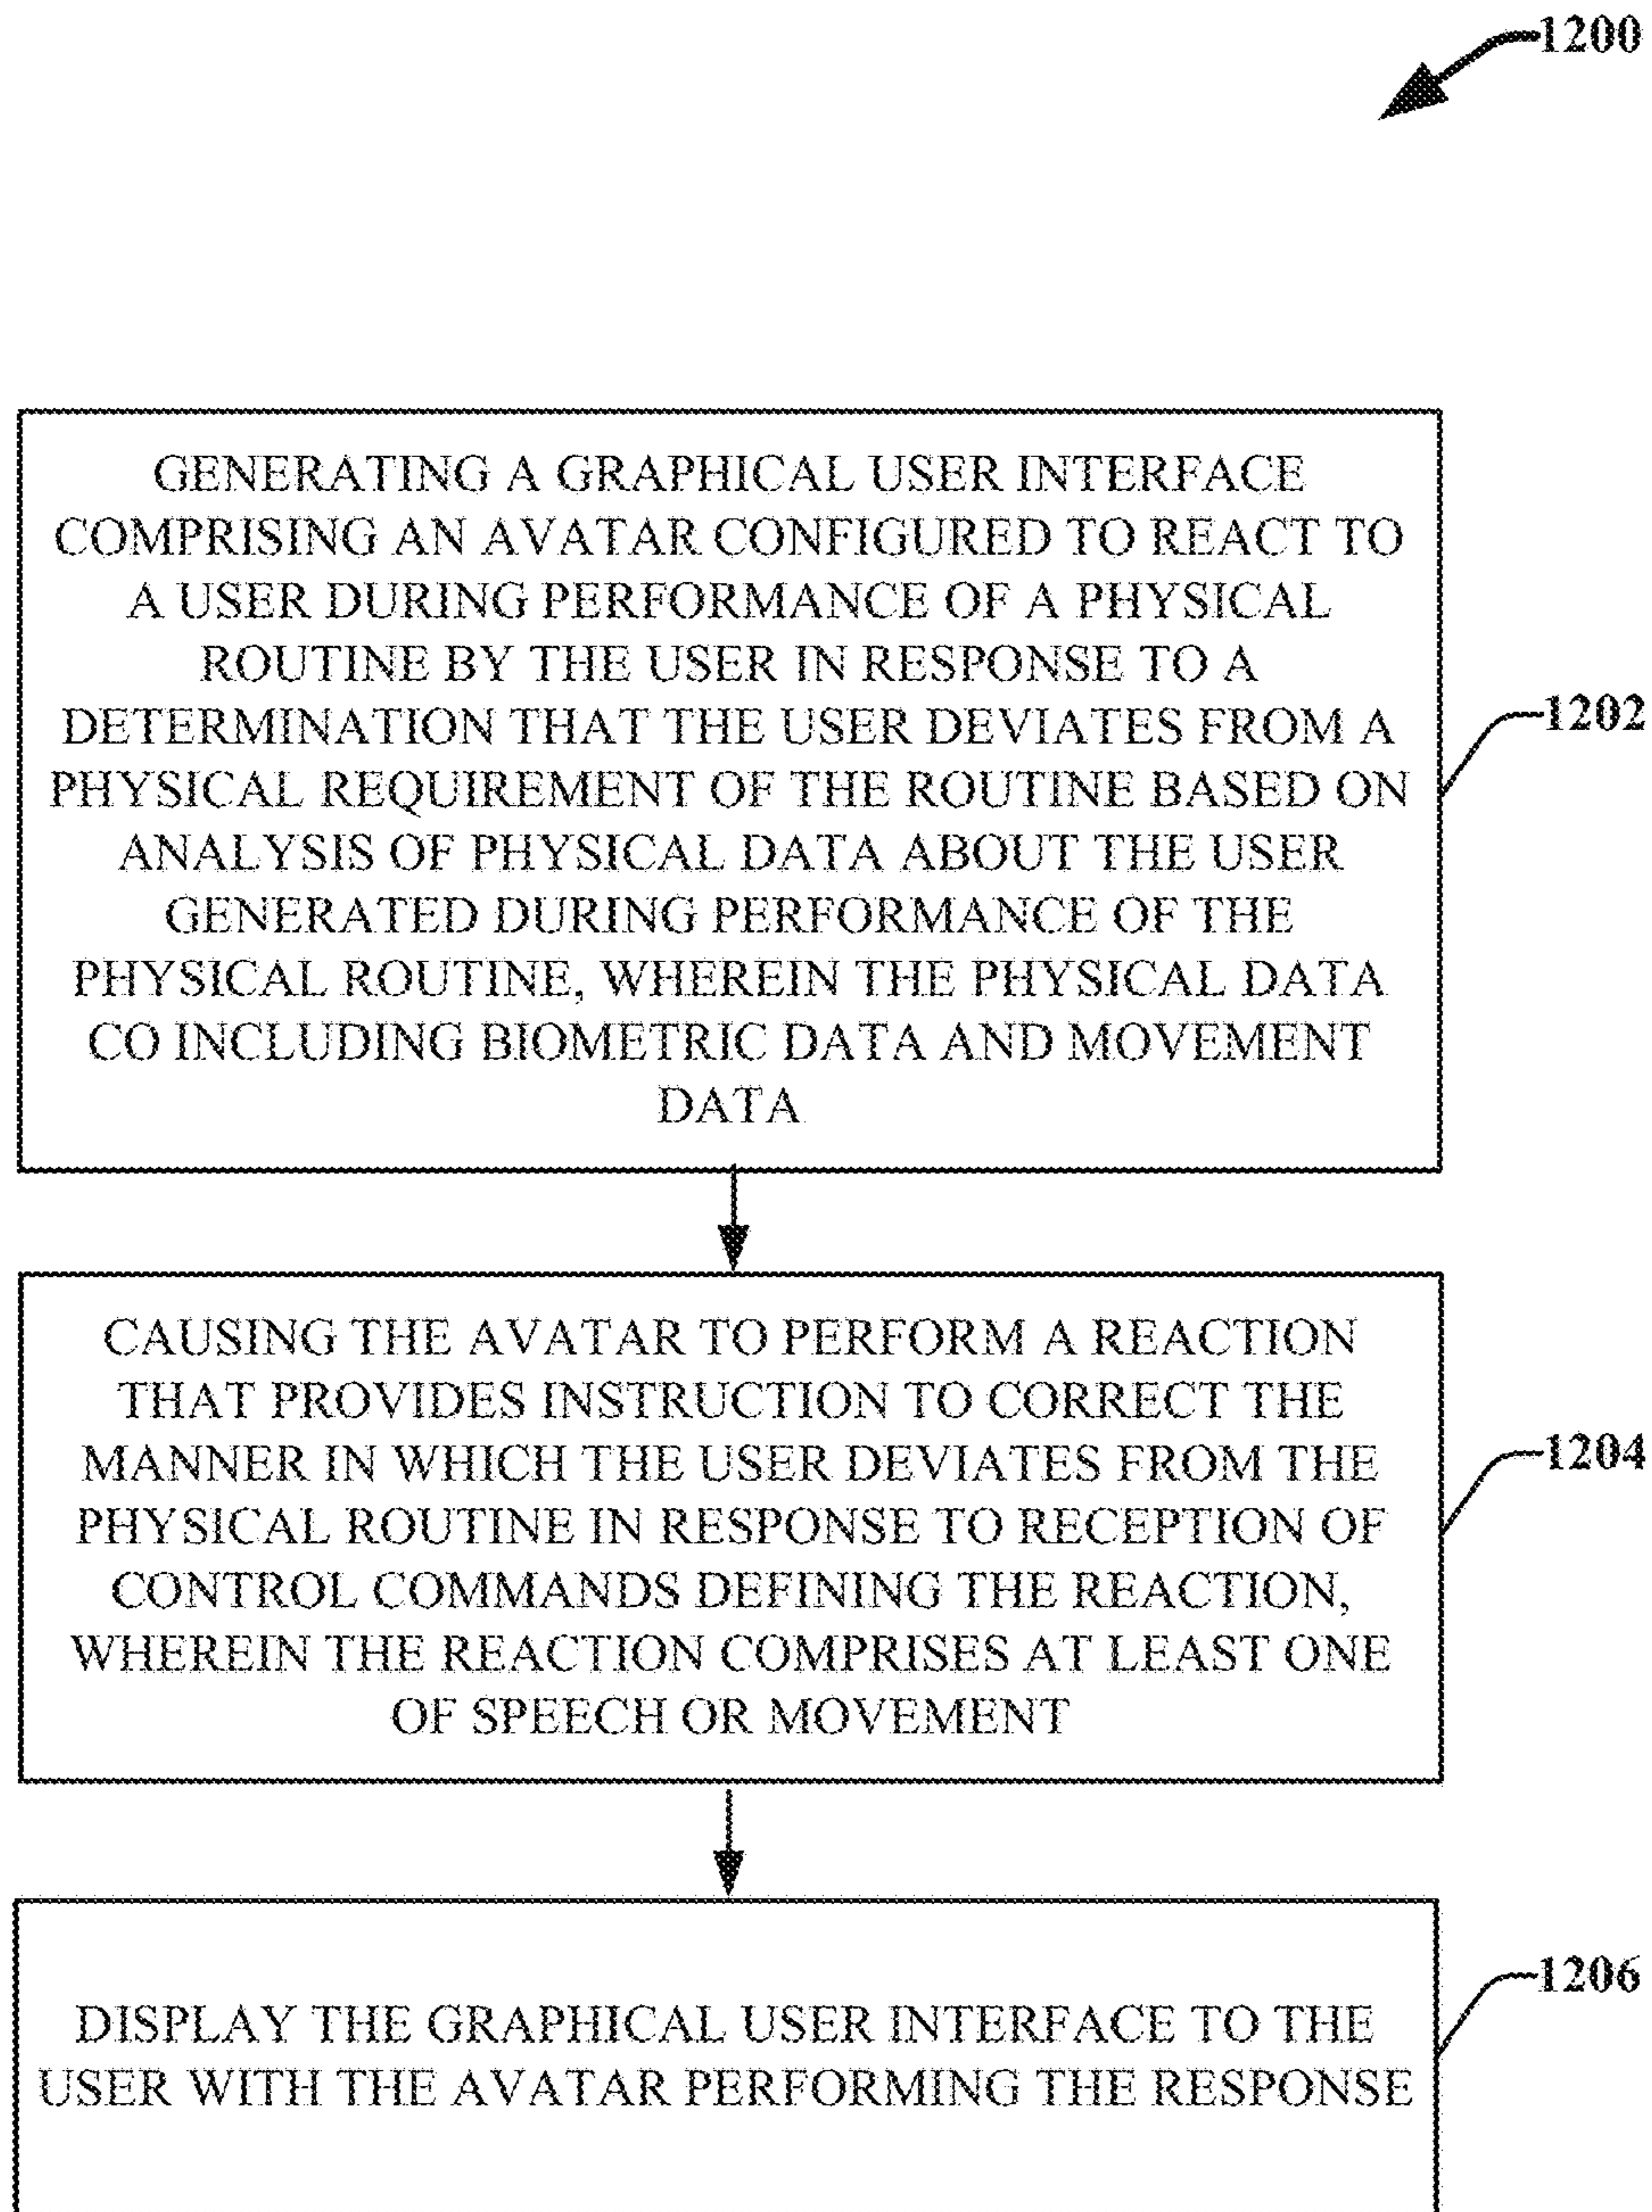 1200
GENERATING A GRAPHICAL USER INTERFACE
COMPRISING AN AVATAR CONFIGURED TO REACT TO
A USER DURING PERFORMANCE OF A PHYSICAL
ROUTINE BY THE USER IN RESPONSE TO A
DETERMINATION THAT THE USER DEVIATES FROM A
PHYSICAL REQUIREMENT OF THE ROUTINE BASED ON
ANALYSIS OF PHYSICAL DATA ABOUT THE USER
GENERATED DURING PERFORMANCE OF THE
PHYSICAL ROUTINE, WHEREIN THE PHYSICAL DATA
CO INCLUDING BIOMETRIC DATA AND MOVEMENT
DATA
1202
CAUSING THE AVATAR TO PERFORM A REACTION
THAT PROVIDES INSTRUCTION TO CORRECT THE
MANNER IN WHICH THE USER DEVIATES FROM THE
PHYSICAL ROUTINE IN RESPONSE TO RECEPTION OF
CONTROL COMMANDS DEFINING THE REACTION,
WHEREIN THE REACTION COMPRISES AT LEAST ONE
OF SPEECH OR MOVEMENT
1204
DISPLAY THE GRAPHICAL USER INTERFACE TO THE
USER WITH THE AVATAR PERFORMING THE RESPONSE
1206